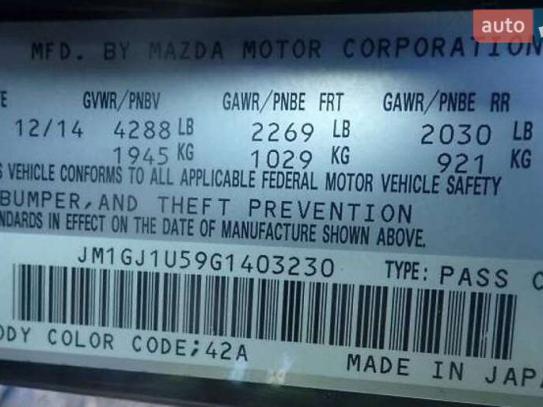 auto
MFD. BY MAZDA MOTOR CORPORATION
GVWR/PNBV GAWR/PNBE FRT GAWR/PNBE RR
12/14 4288 LB 2269 LB 2030 LB
1945 KG 1029 KG 921 KG
VEHICLE CONFORMS TO ALL APPLICABLE FEDERAL MOTOR VEHICLE SAFETY
BUMPER, AND THEFT PREVENTION
NDARDS IN EFFECT ON THE DATE OF MANUFACTURE SHOWN ABOVE.
JM1GJ1U59G1403230 TYPE: PASS C
ODY COLOR CODE; 42A MADE IN JAPA